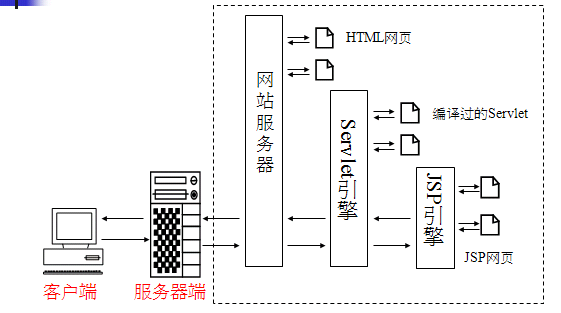 HTML网页
网站服务器
编译过的Servlet
Servlet引擎
JSP引擎
JSP网页
客户端
服务器端